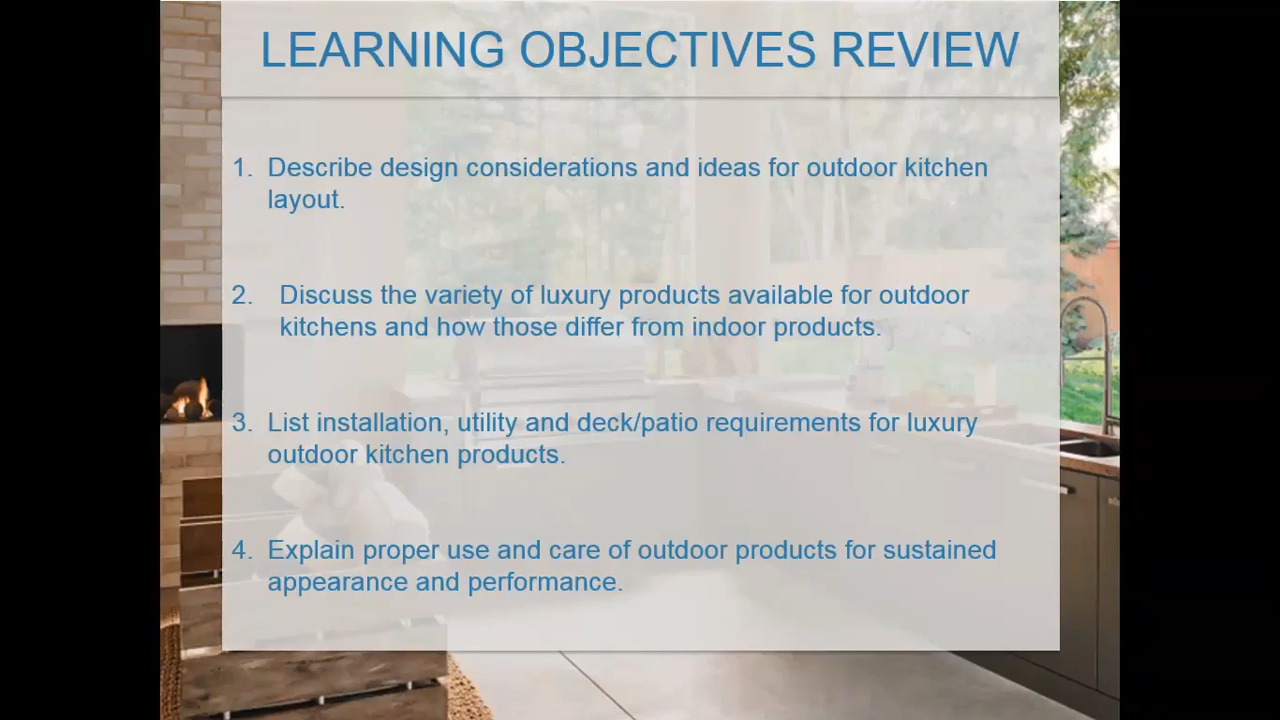 LEARNING OBJECTIVES REVIEW
1. Describe design considerations and ideas for outdoor kitchen
layout.
2. Discuss the variety of luxury products available for outdoor
kitchens and how those differ from indoor products.
3. List installation, utility and deck/patio requirements for luxury
outdoor kitchen products.
4. Explain proper use and care of outdoor products for sustained
appearance and performance.